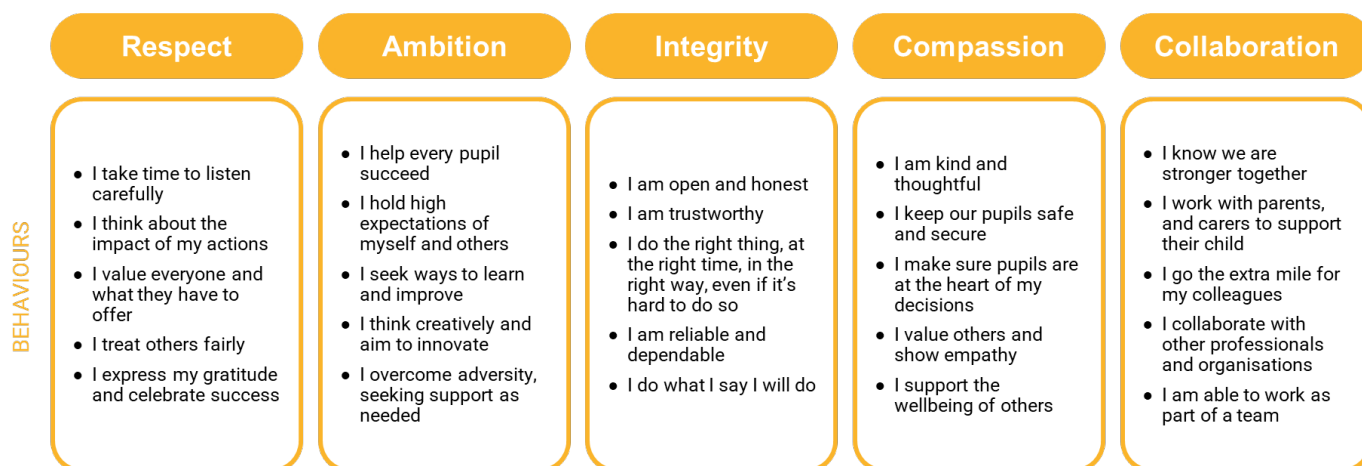 Respect
Ambition
Integrity
Compassion
Collaboration
BEHAVIOURS
● I take time to listen
carefully
● I think about the
impact of my actions
● I value everyone and
what they have to
offer
● I treat others fairly
● I express my gratitude
and celebrate success
● I help every pupil
succeed
● I hold high
expectations of
myself and others
● I seek ways to learn
and improve
● I think creatively and
aim to innovate
● I overcome adversity,
seeking support as
needed
● I am open and honest
● I am trustworthy
● I do the right thing, at
the right time, in the
right way, even if it's
hard to do so
● I am reliable and
dependable
● I do what I say I will do
● I am kind and
thoughtful
● I keep our pupils safe
and secure
● I make sure pupils are
at the heart of my
decisions
● I value others and
show empathy
● I support the
wellbeing of others
● I know we are
stronger together
● I work with parents,
and carers to support
their child
● I go the extra mile for
my colleagues
● I collaborate with
other professionals
and organisations
● I am able to work as
part of a team